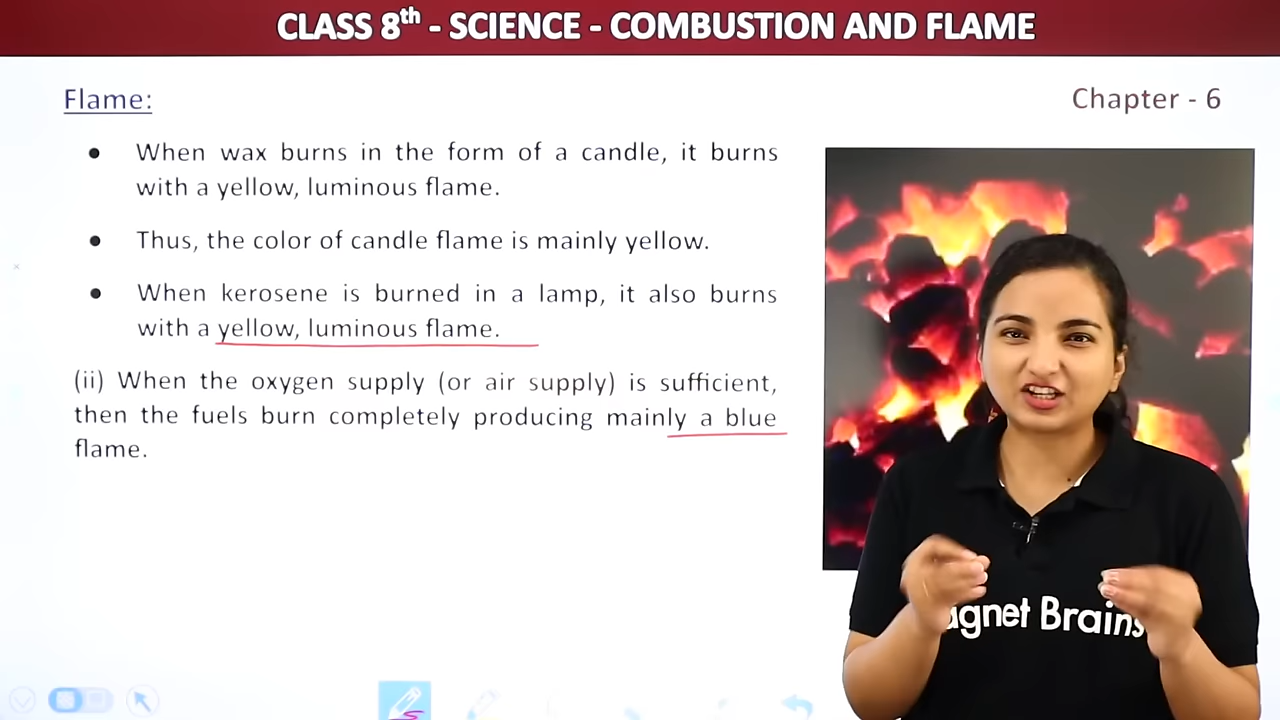 CLASS 8th - SCIENCE - COMBUSTION AND FLAME
Flame:
Chapter - 6
● When wax burns in the form of a candle, it burns
with a yellow, luminous flame.
● Thus, the color of candle flame is mainly yellow.
● When kerosene is burned in a lamp, it also burns
with a yellow, luminous flame.
(ii) When the oxygen supply (or air supply) is sufficient,
then the fuels burn completely producing mainly a blue
flame.
agnet Brains